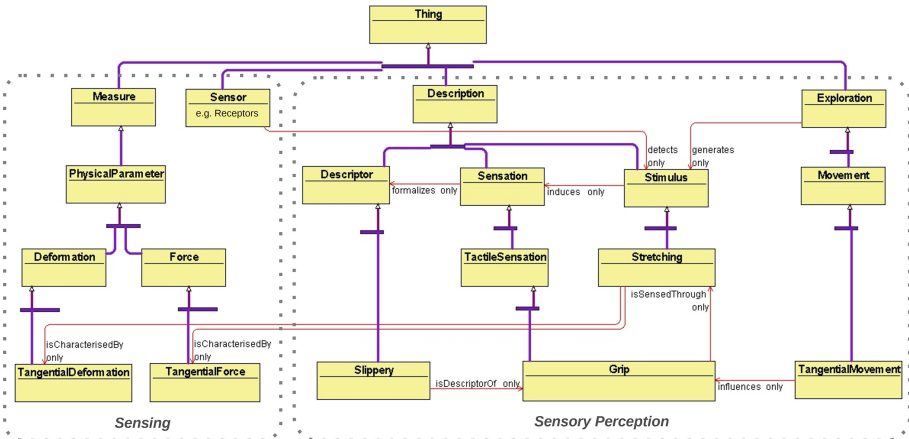 Thing
Measure
Sensor
e.g. Receptors
Description
Exploration
detects
only
generates
only
PhysicalParameter
Descriptor
formalizes only
Sensation
induces only
Stimulus
Movement
Deformation
Force
TactileSensation
Stretching
isSensedThrough
only
isCharacterisedBy
only
isCharacterisedBy
only
TangentialDeformation
TangentialForce
Slippery
isDescriptorOf only
Grip
influences only
TangentialMovement
Sensing
Sensory Perception